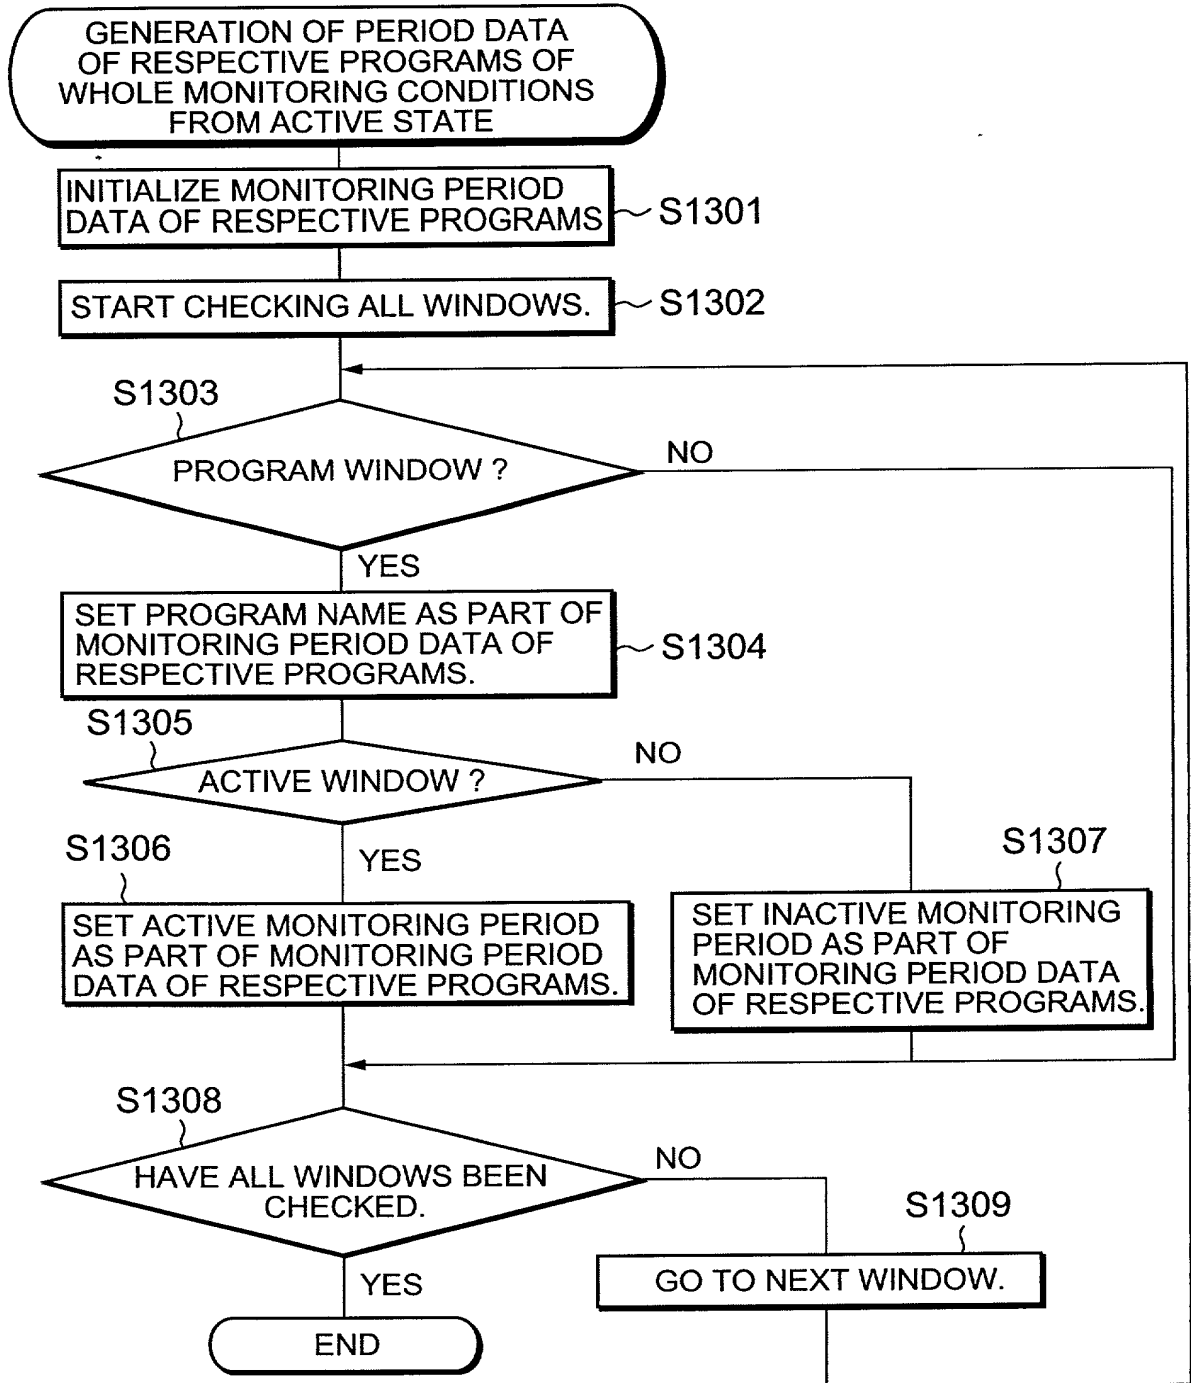 GENERATION OF PERIOD DATA
OF RESPECTIVE PROGRAMS OF
WHOLE MONITORING CONDITIONS
FROM ACTIVE STATE
INITIALIZE MONITORING PERIOD
DATA OF RESPECTIVE PROGRAMS
S1301
START CHECKING ALL WINDOWS.
S1302
S1303
PROGRAM WINDOW ?
NO
YES
SET PROGRAM NAME AS PART OF
MONITORING PERIOD DATA OF
RESPECTIVE PROGRAMS.
S1304
S1305
ACTIVE WINDOW ?
NO
YES
S1306
SET ACTIVE MONITORING PERIOD
AS PART OF MONITORING PERIOD
DATA OF RESPECTIVE PROGRAMS.
S1307
SET INACTIVE MONITORING
PERIOD AS PART OF
MONITORING PERIOD DATA
OF RESPECTIVE PROGRAMS.
S1308
HAVE ALL WINDOWS BEEN
CHECKED.
NO
YES
S1309
GO TO NEXT WINDOW.
END